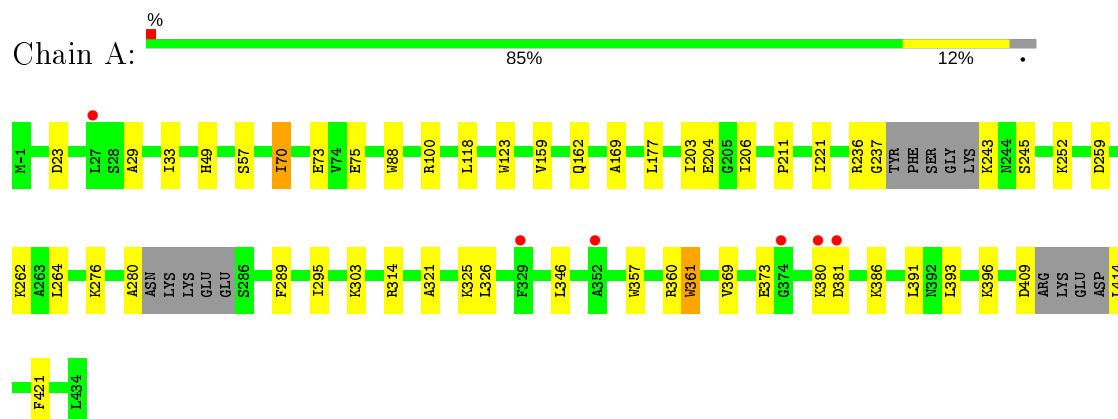 %
Chain A:
85% 12% •
M-1 D23 L27 S28 A29 I33 H49 S57 I70 E73 V74 E75 W88 R100 L118 W123 V159 Q162 A169 L177 I203 E204 G205 I206 P211 I221 R236 G237 TYR PHE SER GLY LYS K243 N244 S245 K252 D259
K262 A263 L264 K276 A280 ASN LYS LYS GLU GLU S286 F289 I295 K303 R314 A321 K325 L326 F329 L346 A352 W357 R360 W361 V369 E373 G374 K380 D381 K386 L391 N392 L393 K396 D409 ARG LYS GLU ASP L414
F421 L434